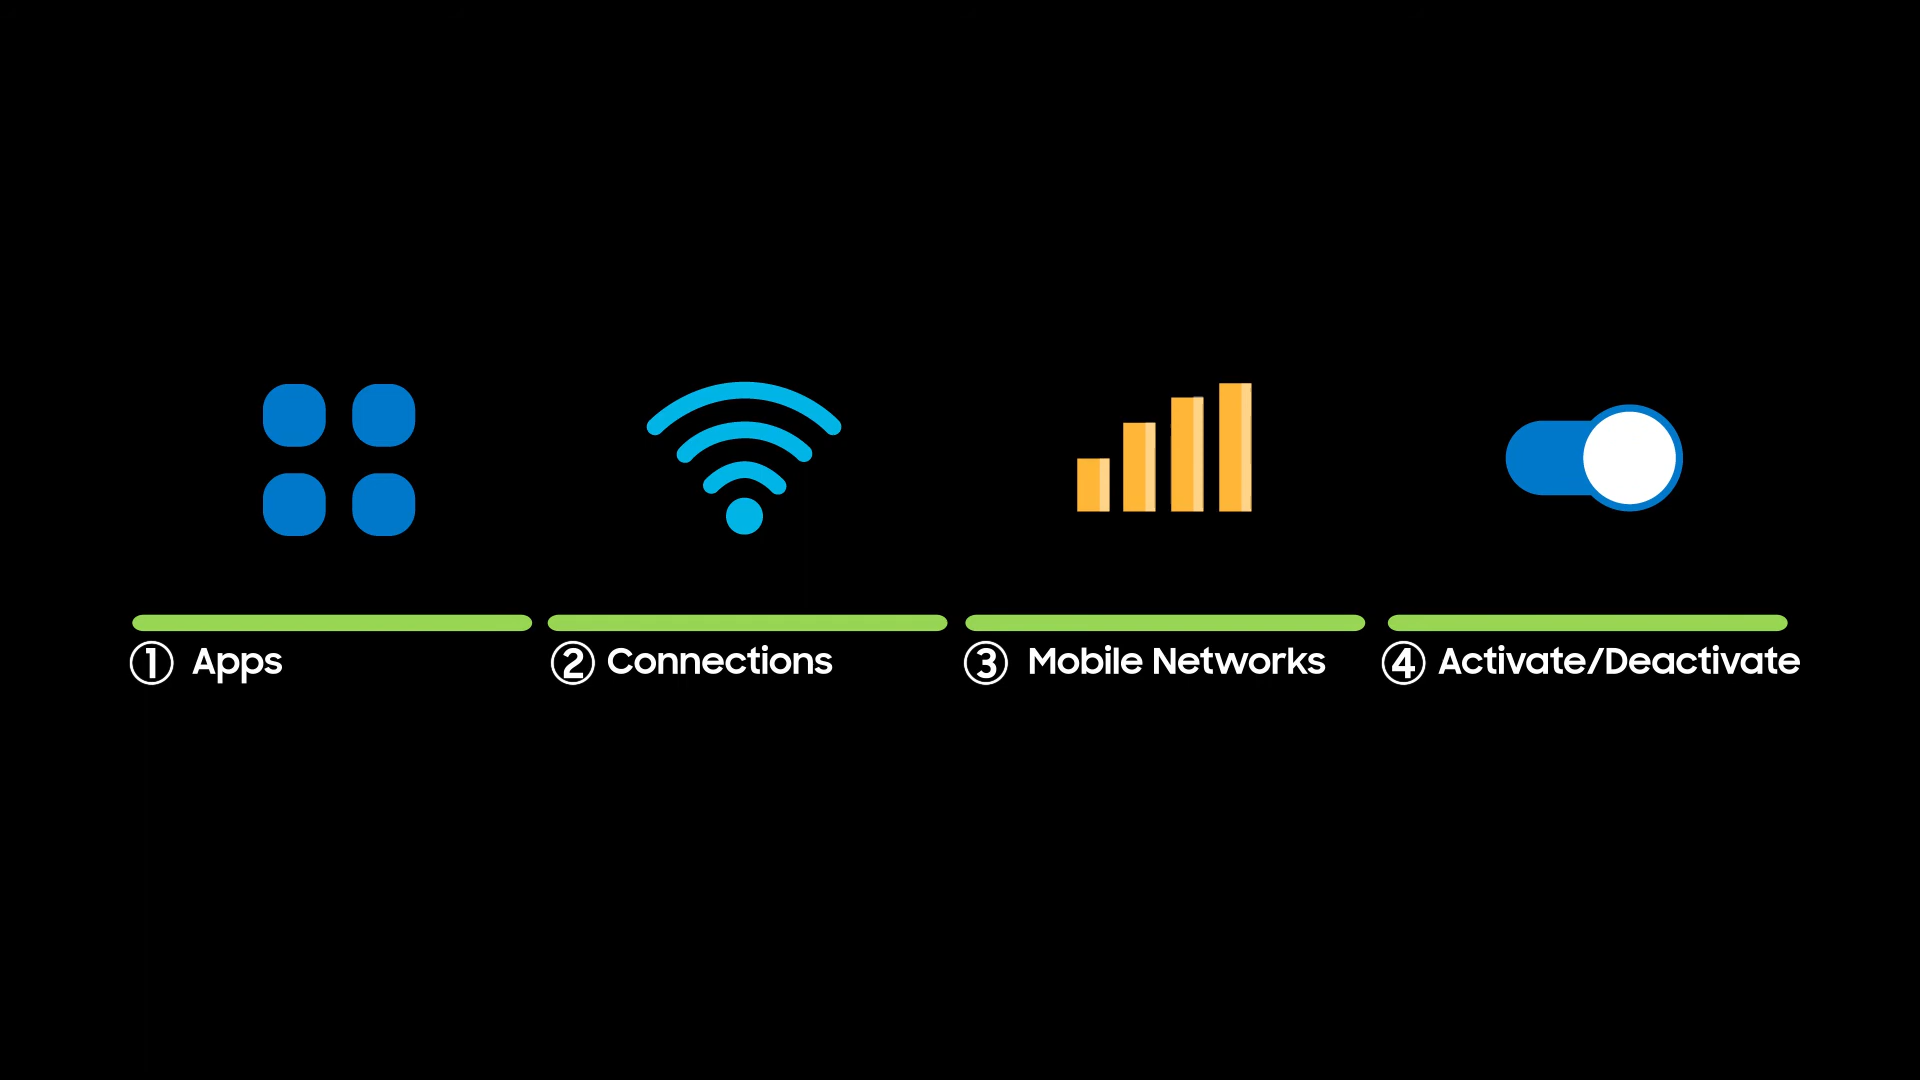 ① Apps
② Connections
③ Mobile Networks
④ Activate/Deactivate